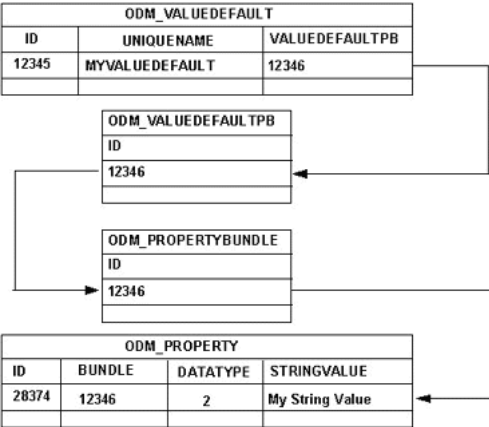 ODM_VALUEDEFAULT
ID UNIQUENAME VALUEDEFAULTPB
12345 MYVALUEDEFAULT 12346
ODM_VALUEDEFAULTPB
ID
12346
ODM_PROPERTYBUNDLE
ID
12346
ODM_PROPERTY
ID BUNDLE DATATYPE STRINGVALUE
28374 12346 2 My String Value